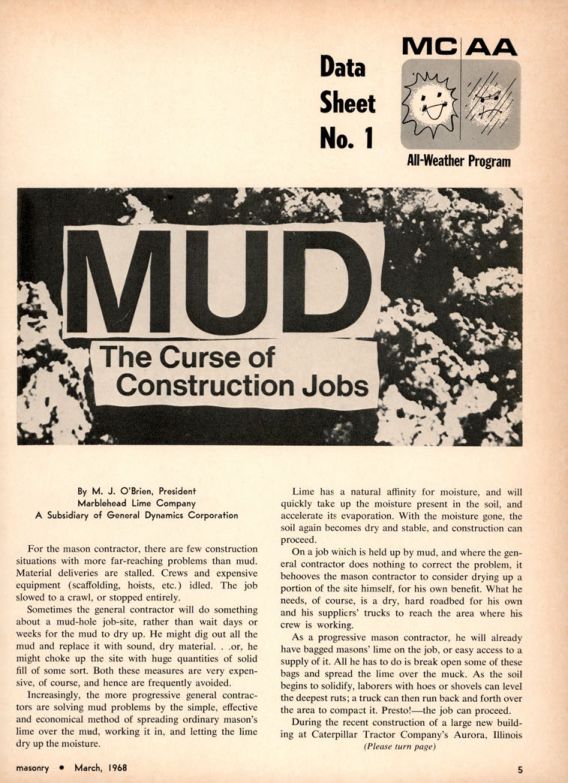 Data
Sheet
No. 1
MCAA
All-Weather Program
MUD
The Curse of
Construction Jobs
By M. J. O'Brien, President
Marblehead Lime Company
A Subsidiary of General Dynamics Corporation
For the mason contractor, there are few construction
situations with more far-reaching problems than mud.
Material deliveries are stalled. Crews and expensive
equipment (scaffolding, hoists, etc.) idled. The job
slowed to a crawl, or stopped entirely.
Sometimes the general contractor will do something
about a mud-hole job-site, rather than wait days or
weeks for the mud to dry up. He might dig out all the
mud and replace it with sound, dry material. . .or, he
might choke up the site with huge quantities of solid
fill of some sort. Both these measures are very expen-
sive, of course, and hence are frequently avoided.
Increasingly, the more progressive general contrac-
tors are solving mud problems by the simple, effective
and economical method of spreading ordinary mason's
lime over the mud, working it in, and letting the lime
dry up the moisture.
Lime has a natural affinity for moisture, and will
quickly take up the moisture present in the soil, and
accelerate its evaporation. With the moisture gone, the
soil again becomes dry and stable, and construction can
proceed.
On a job which is held up by mud, and where the gen-
eral contractor does nothing to correct the problem, it
behooves the mason contractor to consider drying up a
portion of the site himself, for his own benefit. What he
needs, of course, is a dry, hard roadbed for his own
and his suppliers' trucks to reach the area where his
crew is working.
As a progressive mason contractor, he will already
have bagged masons' lime on the job, or easy access to a
supply of it. All he has to do is break open some of these
bags and spread the lime over the muck. As the soil
begins to solidify, laborers with hoes or shovels can level
the deepest ruts; a truck can then run back and forth over
the area to compact it. Presto!—the job can proceed.
During the recent construction of a large new build-
ing at Caterpillar Tractor Company's Aurora, Illinois
(Please turn page)
masonry • March, 1968
5